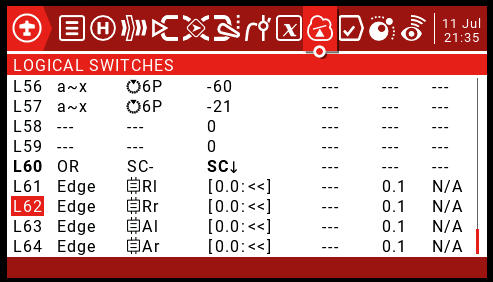 11 Jul
21:35
LOGICAL SWITCHES
L56 a~x 6P -60 --- --- ---
L57 a~x 6P -21 --- --- ---
L58 --- --- 0 --- --- ---
L59 --- --- 0 --- --- ---
L60 OR SC- SC↓ --- --- ---
L61 Edge Rl [0.0:<<] --- 0.1 N/A
L62 Edge Rr [0.0:<<] --- 0.1 N/A
L63 Edge Al [0.0:<<] --- 0.1 N/A
L64 Edge Ar [0.0:<<] --- 0.1 N/A